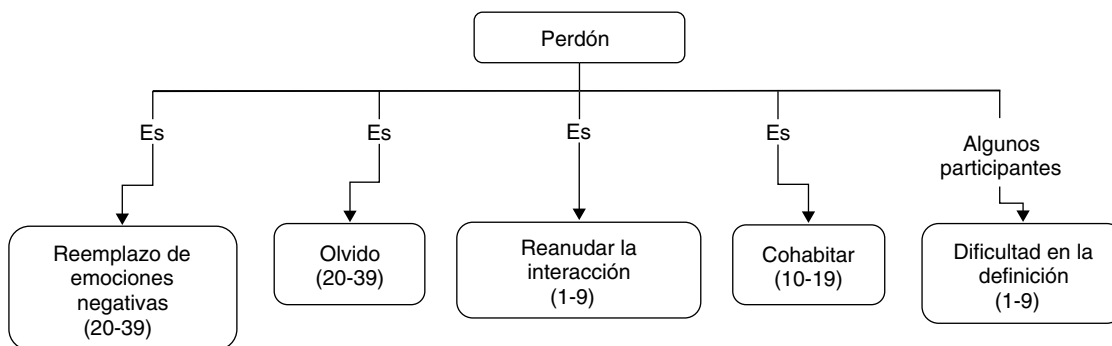 Perdón
Es
Es
Es
Es
Algunos
participantes
Reemplazo de
emociones
negativas
(20-39)
Olvido
(20-39)
Reanudar la
interacción
(1-9)
Cohabitar
(10-19)
Dificultad en la
definición
(1-9)